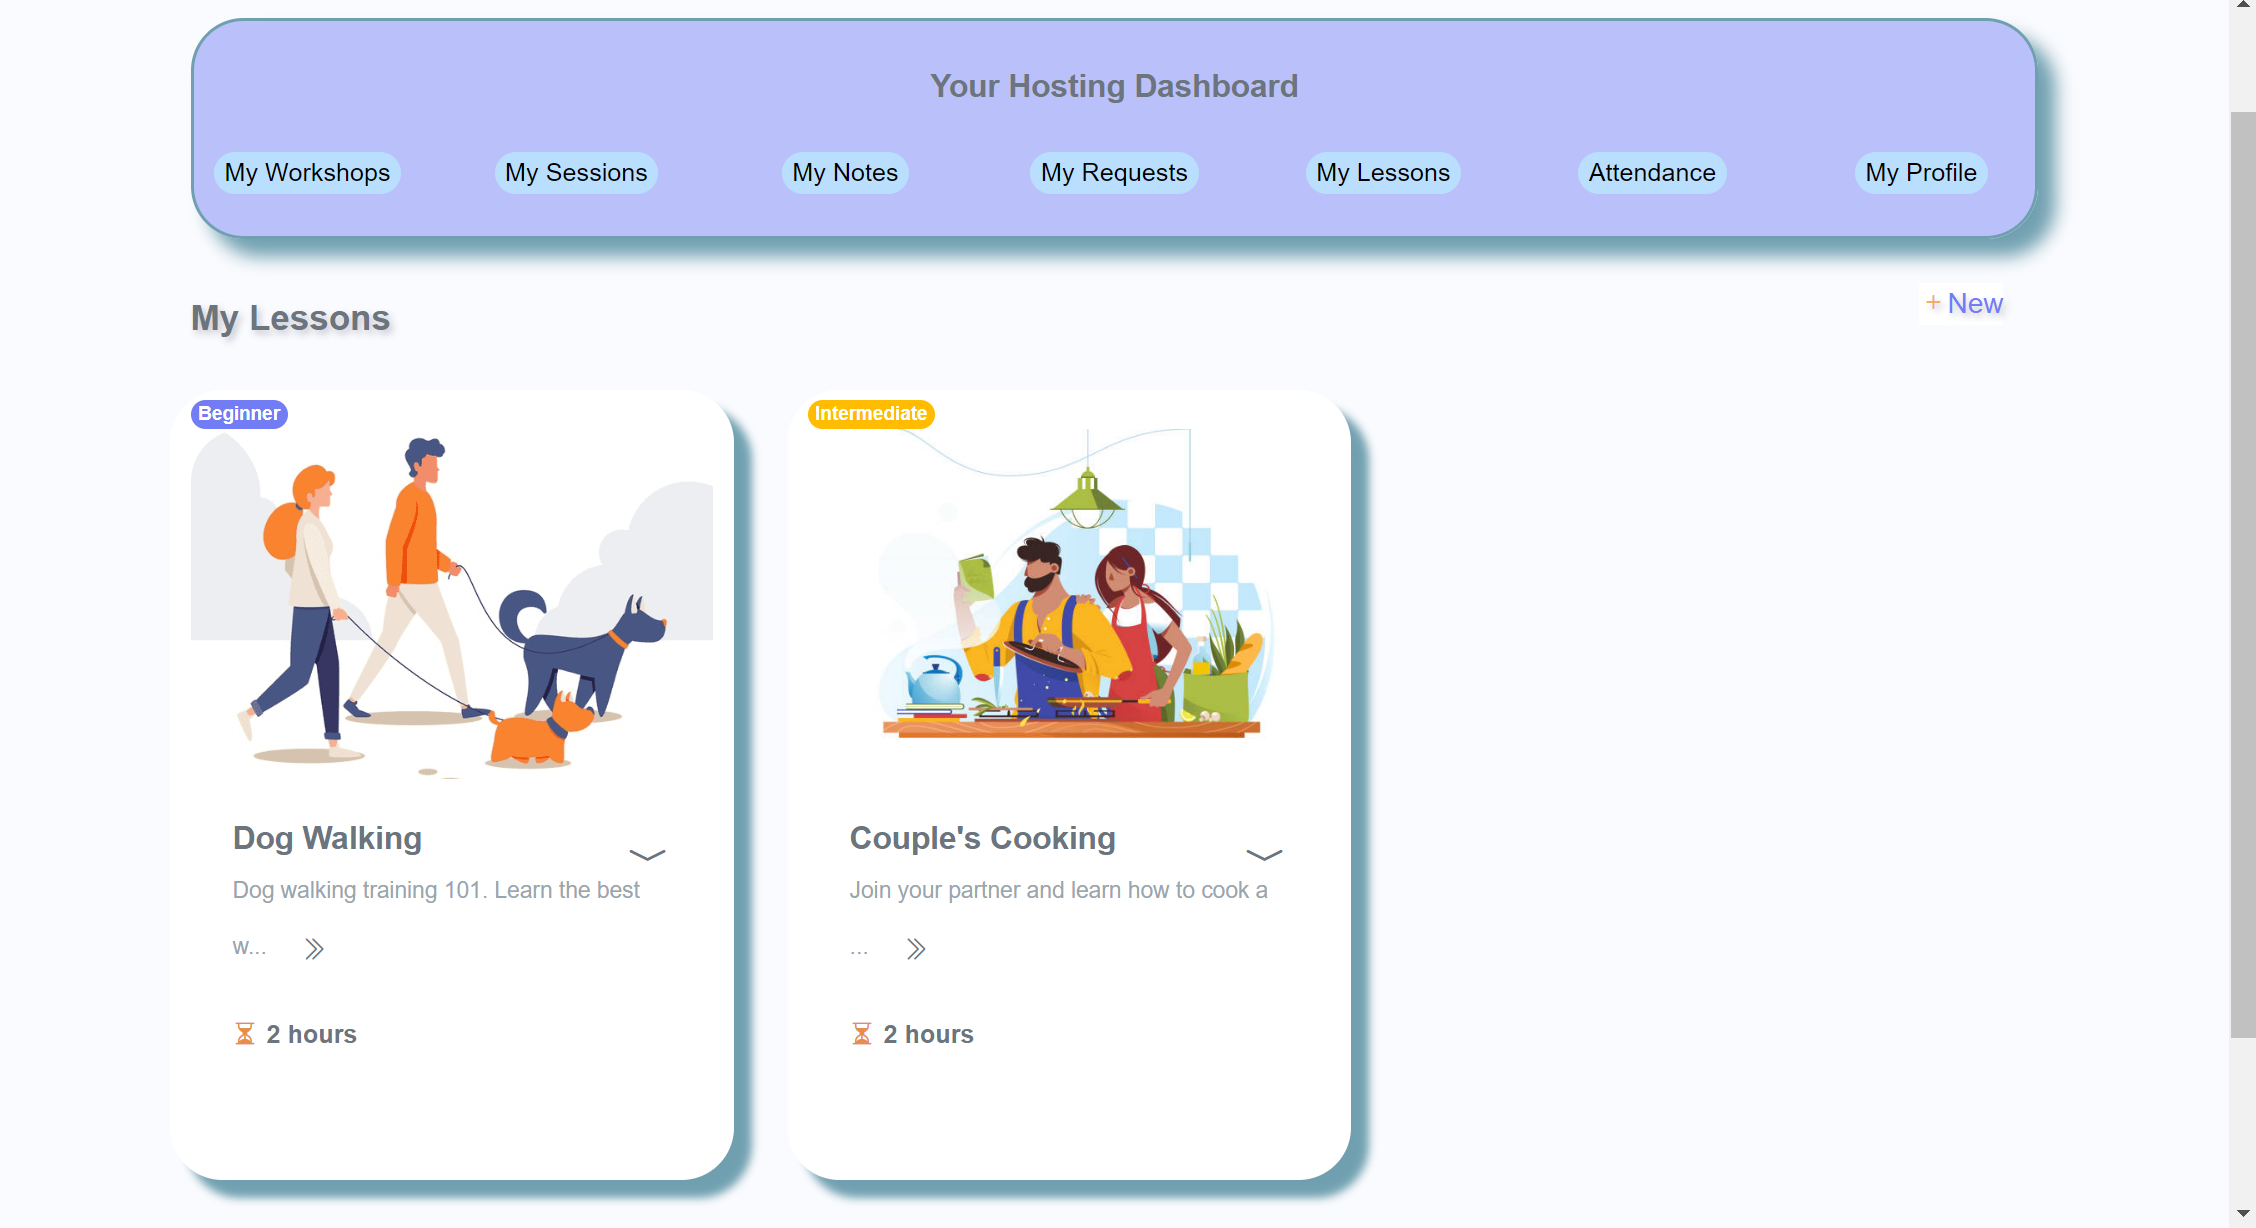 Your Hosting Dashboard
My Workshops My Sessions My Notes My Requests My Lessons Attendance My Profile
My Lessons
+ New
Beginner
Dog Walking
Dog walking training 101. Learn the best
w...
2 hours
Intermediate
Couple's Cooking
Join your partner and learn how to cook a
...
2 hours